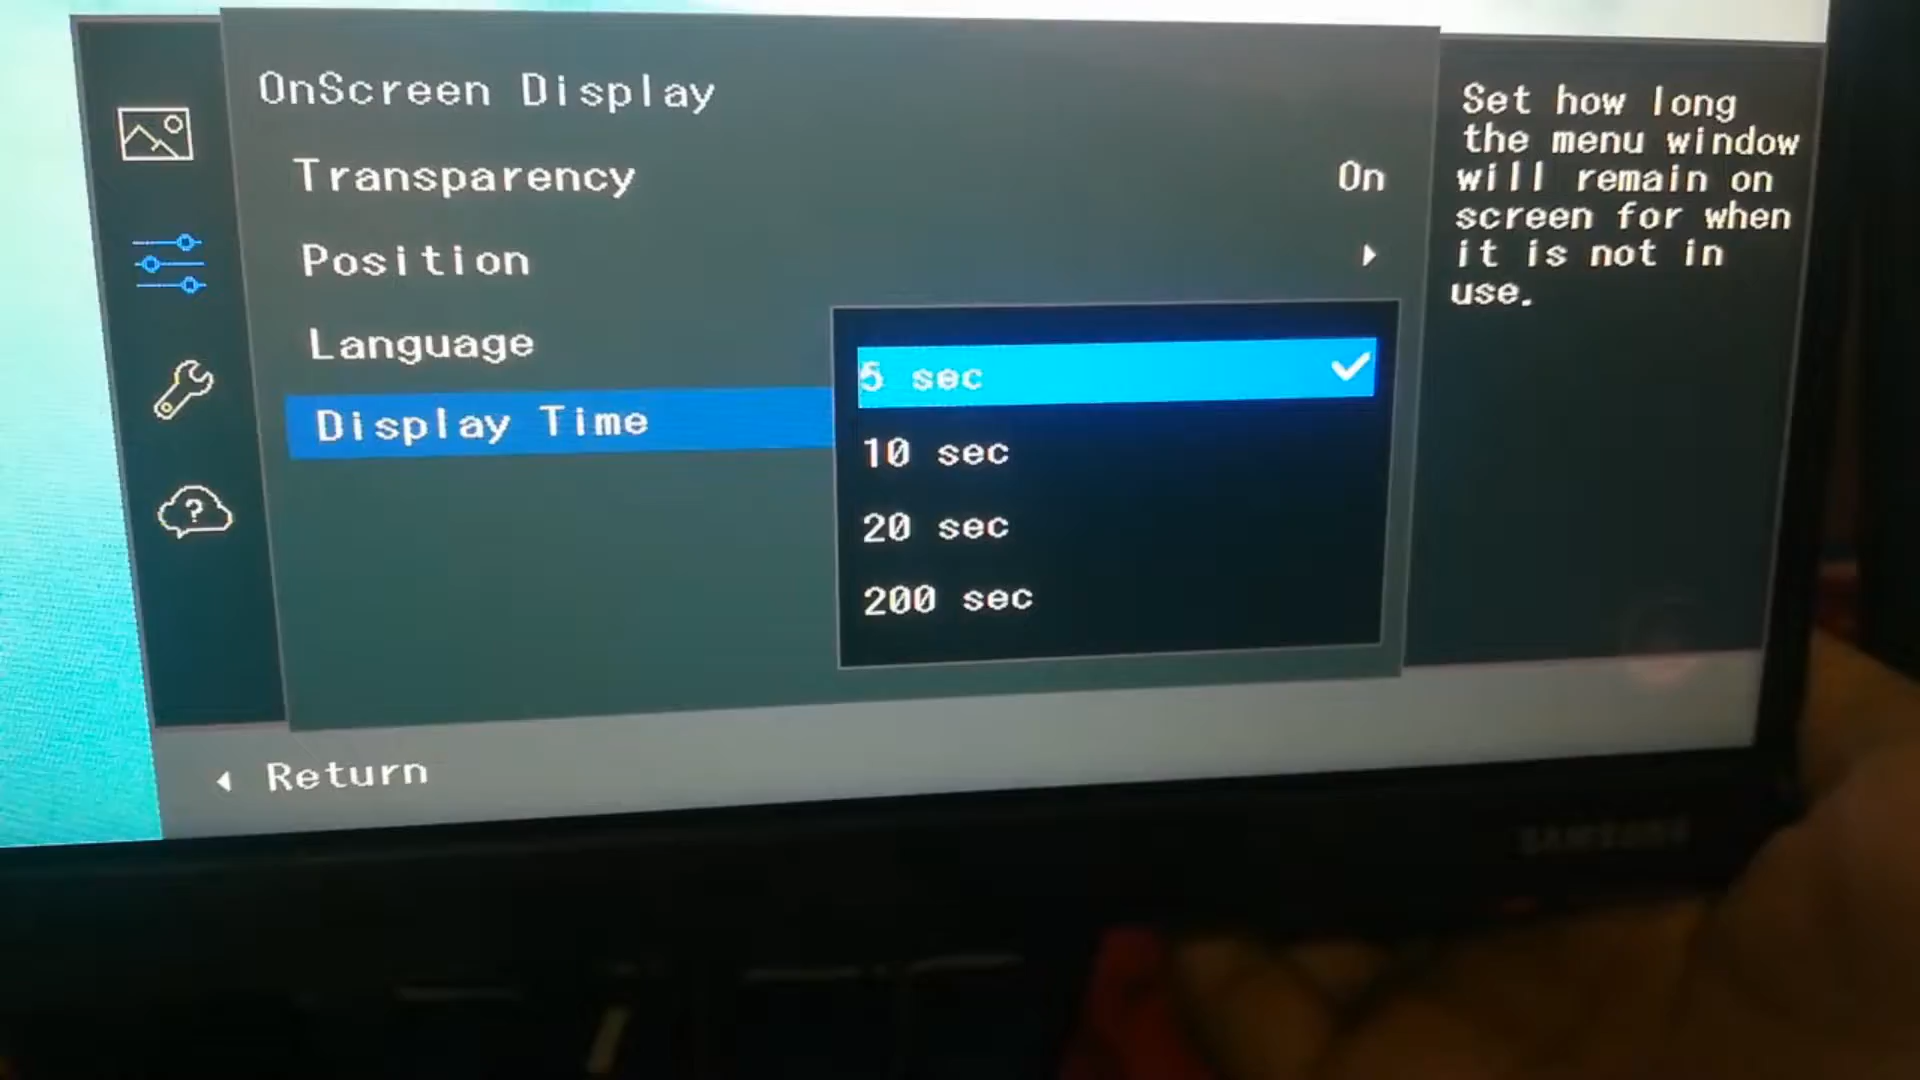 OnScreen Display
Transparency
On
Position
Language
Display Time
5 sec
10 sec
20 sec
200 sec
Set how long
the menu window
will remain on
screen for when
it is not in
use.
Return
SAMSUNG